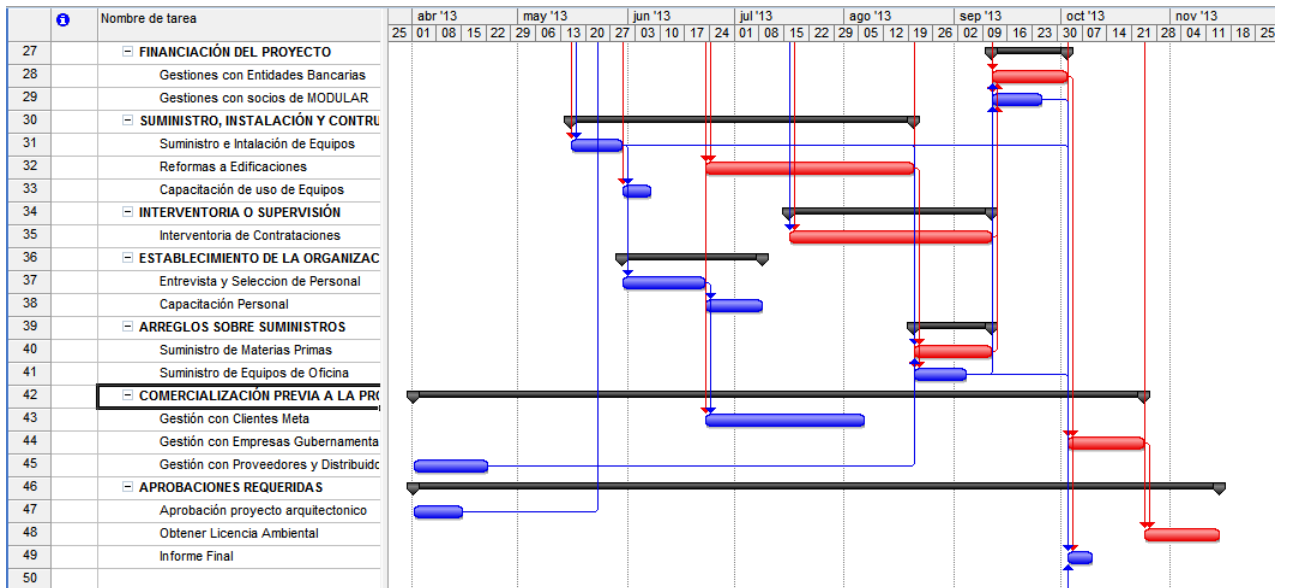 Nombre de tarea
abr '13 may '13 jun '13 jul '13 ago '13 sep '13 oct '13 nov '13
25 01 08 15 22 29 06 13 20 27 03 10 17 24 01 08 15 22 29 05 12 19 26 02 09 16 23 30 07 14 21 28 04 11 18 25
27 FINANCIACIÓN DEL PROYECTO
28 Gestiones con Entidades Bancarias
29 Gestiones con socios de MODULAR
30 SUMINISTRO, INSTALACIÓN Y CONTRU
31 Suministro e Intalación de Equipos
32 Reformas a Edificaciones
33 Capacitación de uso de Equipos
34 INTERVENTORIA O SUPERVISIÓN
35 Interventoria de Contrataciones
36 ESTABLECIMIENTO DE LA ORGANIZAC
37 Entrevista y Seleccion de Personal
38 Capacitación Personal
39 ARREGLOS SOBRE SUMINISTROS
40 Suministro de Materias Primas
41 Suministro de Equipos de Oficina
42 COMERCIALIZACIÓN PREVIA A LA PR
43 Gestión con Clientes Meta
44 Gestión con Empresas Gubernamenta
45 Gestión con Proveedores y Distribuido
46 APROBACIONES REQUERIDAS
47 Aprobación proyecto arquitectonico
48 Obtener Licencia Ambiental
49 Informe Final
50